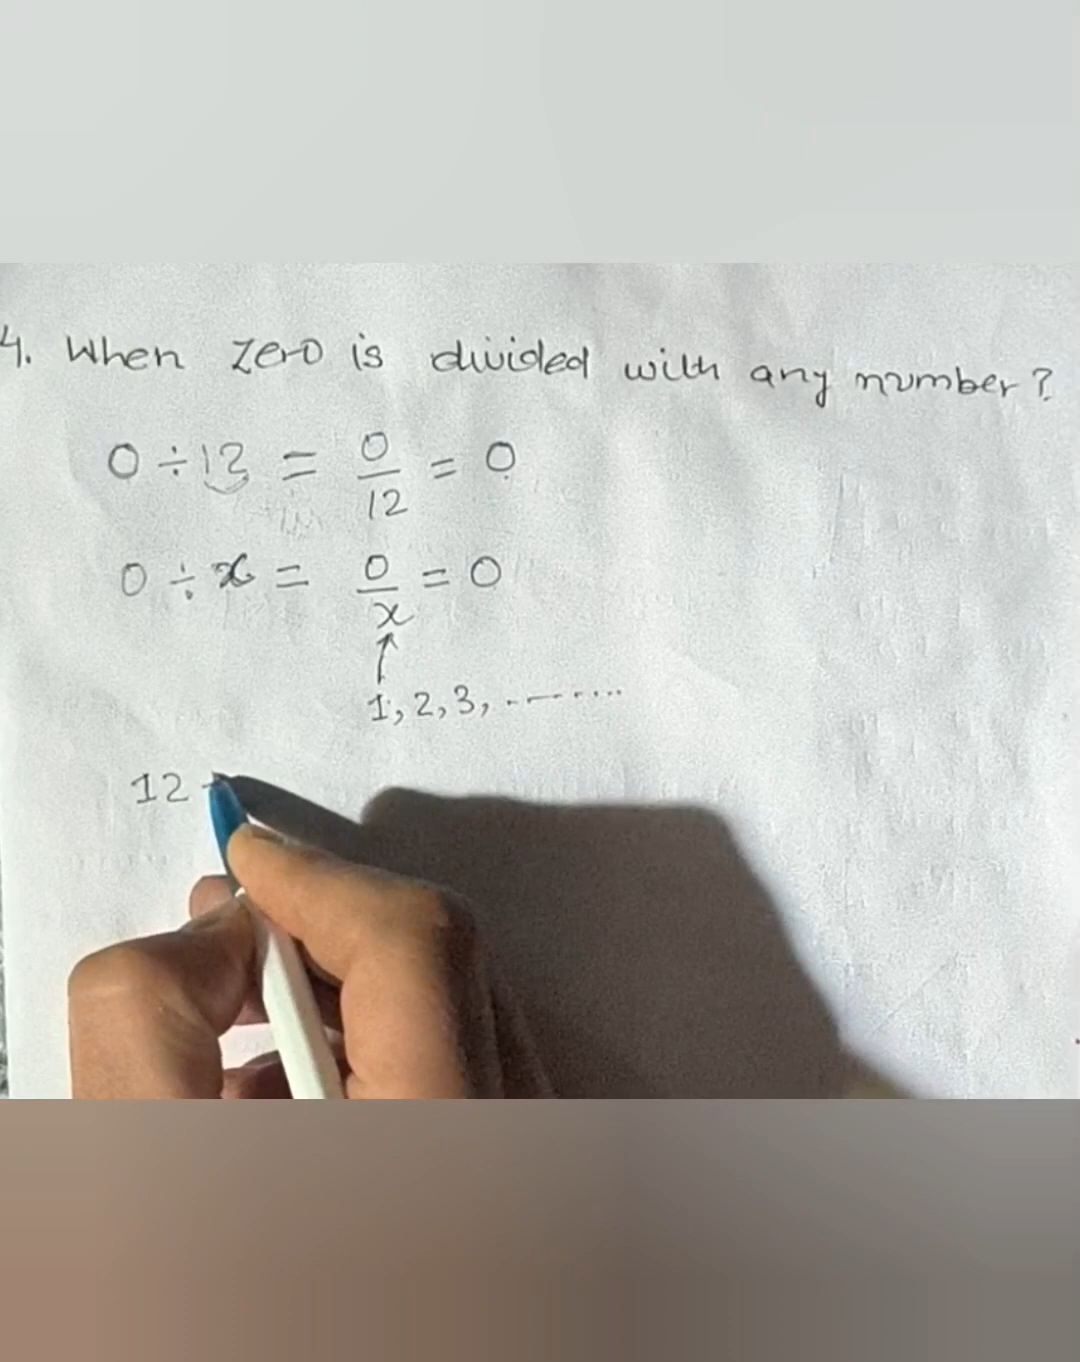 4. When zero is divided with any number?
0 ÷ 12 = 0/12 = 0
0 ÷ x = 0/x = 0
↑
1, 2, 3, --------
12